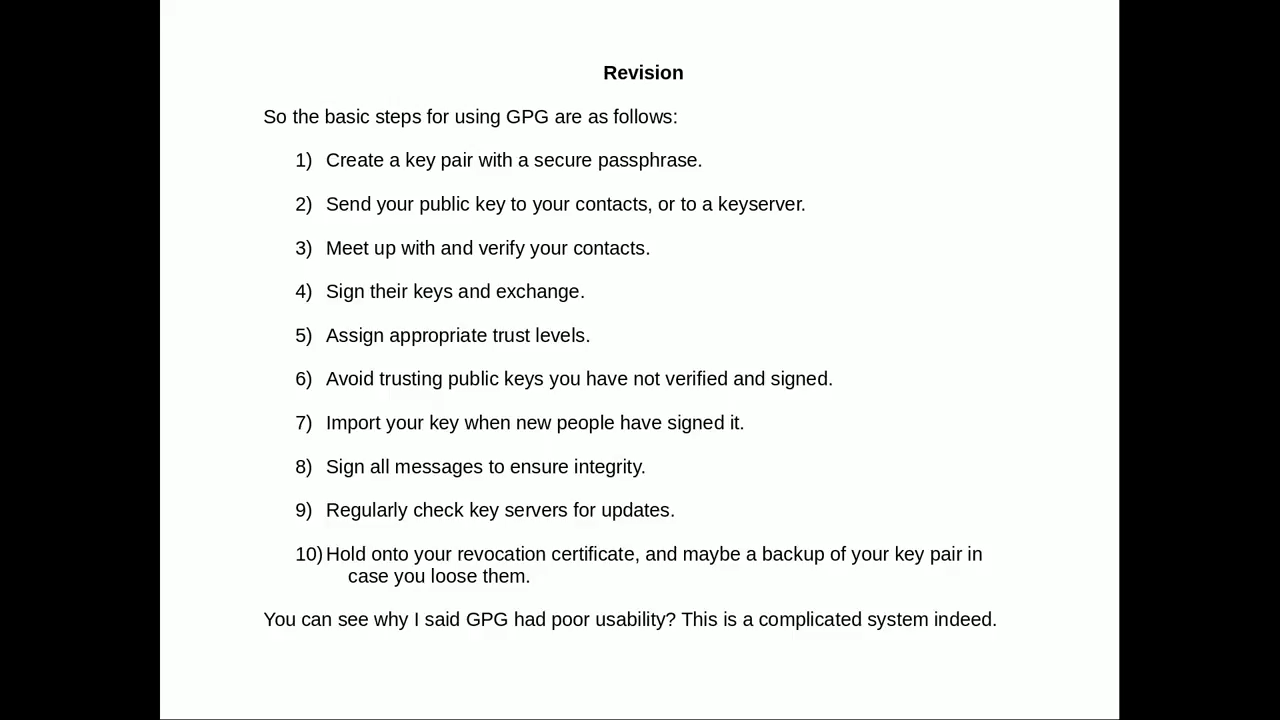 Revision
So the basic steps for using GPG are as follows:
1) Create a key pair with a secure passphrase.
2) Send your public key to your contacts, or to a keyserver.
3) Meet up with and verify your contacts.
4) Sign their keys and exchange.
5) Assign appropriate trust levels.
6) Avoid trusting public keys you have not verified and signed.
7) Import your key when new people have signed it.
8) Sign all messages to ensure integrity.
9) Regularly check key servers for updates.
10) Hold onto your revocation certificate, and maybe a backup of your key pair in
case you loose them.
You can see why I said GPG had poor usability? This is a complicated system indeed.